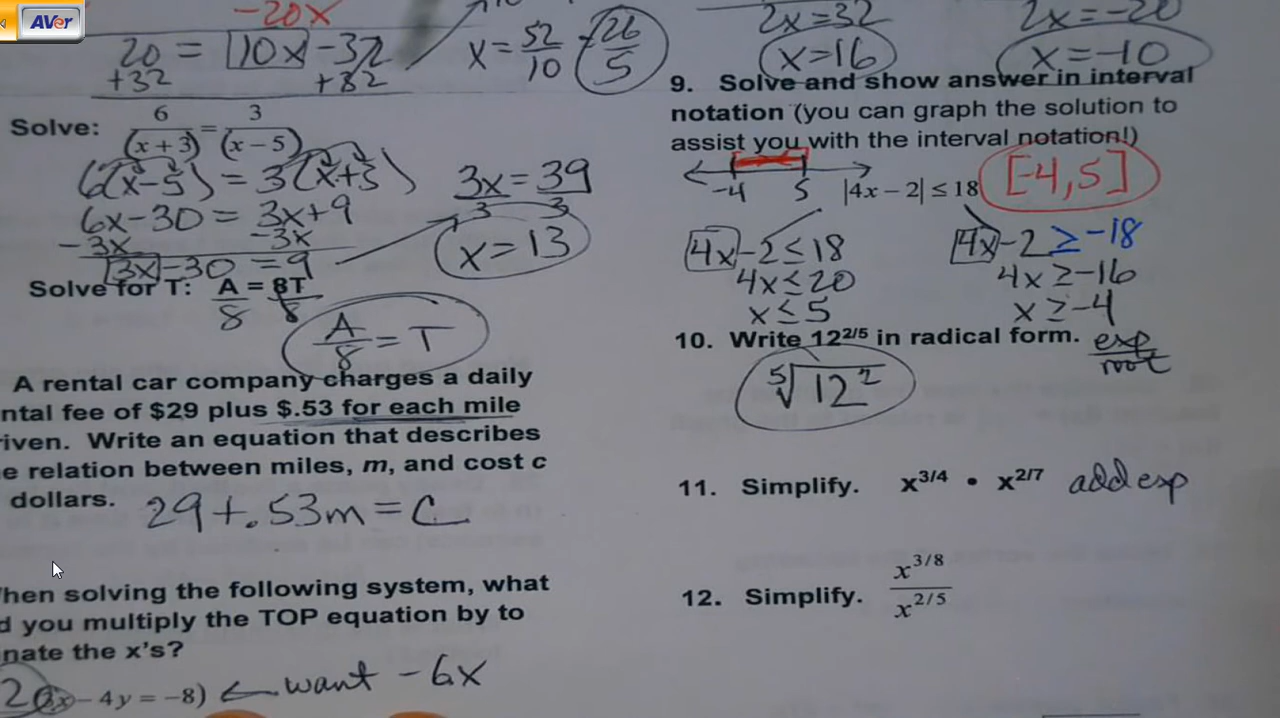 AVer
-20x
20 = 10x - 32
+32 +32
x = 52/10 = 26/5
Solve: 6/(x + 3) = 3/(x - 5)
6(x-5) = 3(x+3)
6x-30 = 3x+9
-3x -3x
3x-30 = 9
3x = 39
3 3
x = 13
Solve for T: A = 8T
8 8
A/8 = T
A rental car company charges a daily
ntal fee of $29 plus $.53 for each mile
riven. Write an equation that describes
e relation between miles, m, and cost c
dollars.
29+.53m = C
hen solving the following system, what
d you multiply the TOP equation by to
nate the x's?
x - 4y = -8) ← want -6x
2x=32 2x=-20
x=16 x=-10
9. Solve and show answer in interval
notation (you can graph the solution to
assist you with the interval notation!)
-4 5 |4x - 2| ≤ 18 [-4,5]
4x-2≤18 4x-2 ≥ -18
4x≤20 4x≥-16
x≤5 x≥-4
10. Write 12^2/5 in radical form. exp/root
⁵√12²
11. Simplify. x^3/4 • x^2/7 add exp
12. Simplify. x^3/8 / x^2/5